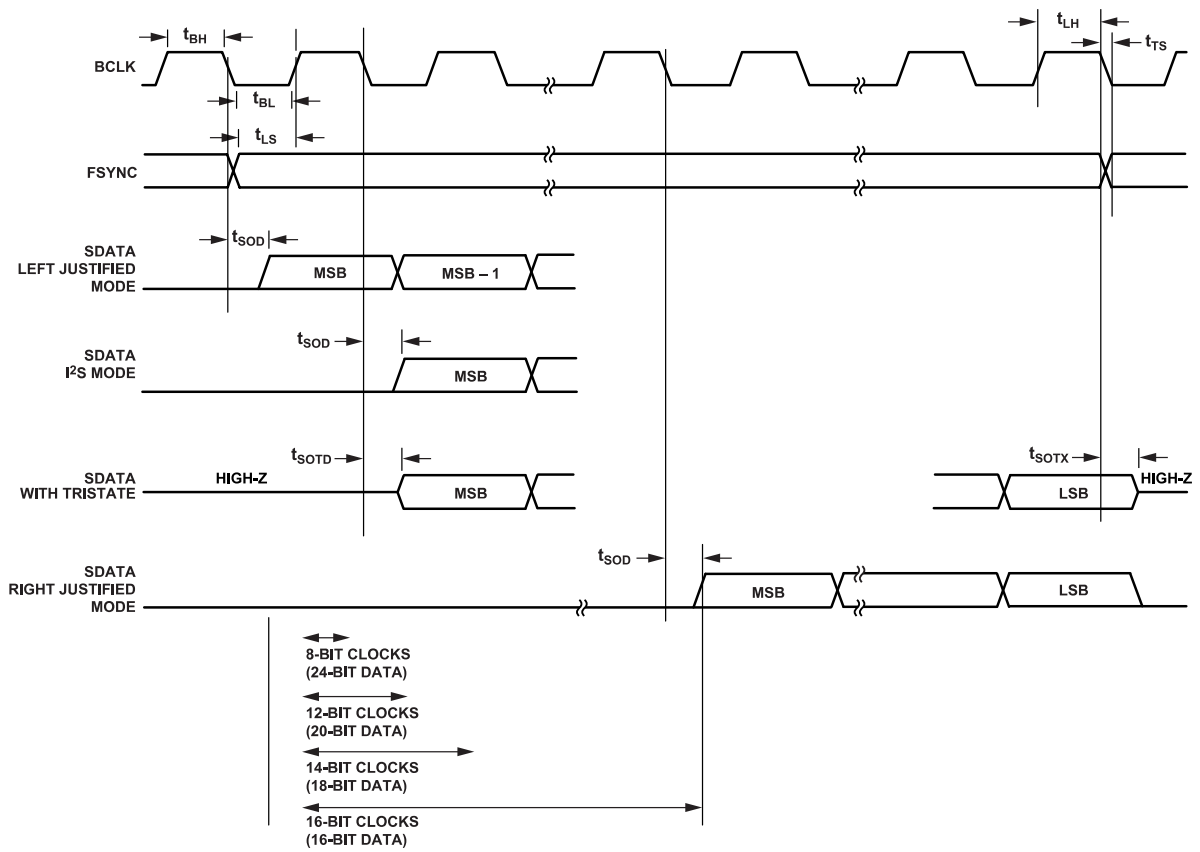 tBH
tLH
tTS
BCLK
tBL
tLS
FSYNC
tSOD
SDATA
LEFT JUSTIFIED
MODE
MSB
MSB – 1
tSOD
SDATA
I²S MODE
MSB
tSOTD
tSOTX
SDATA
WITH TRISTATE
HIGH-Z
MSB
LSB
HIGH-Z
tSOD
SDATA
RIGHT JUSTIFIED
MODE
MSB
LSB
8-BIT CLOCKS
(24-BIT DATA)
12-BIT CLOCKS
(20-BIT DATA)
14-BIT CLOCKS
(18-BIT DATA)
16-BIT CLOCKS
(16-BIT DATA)